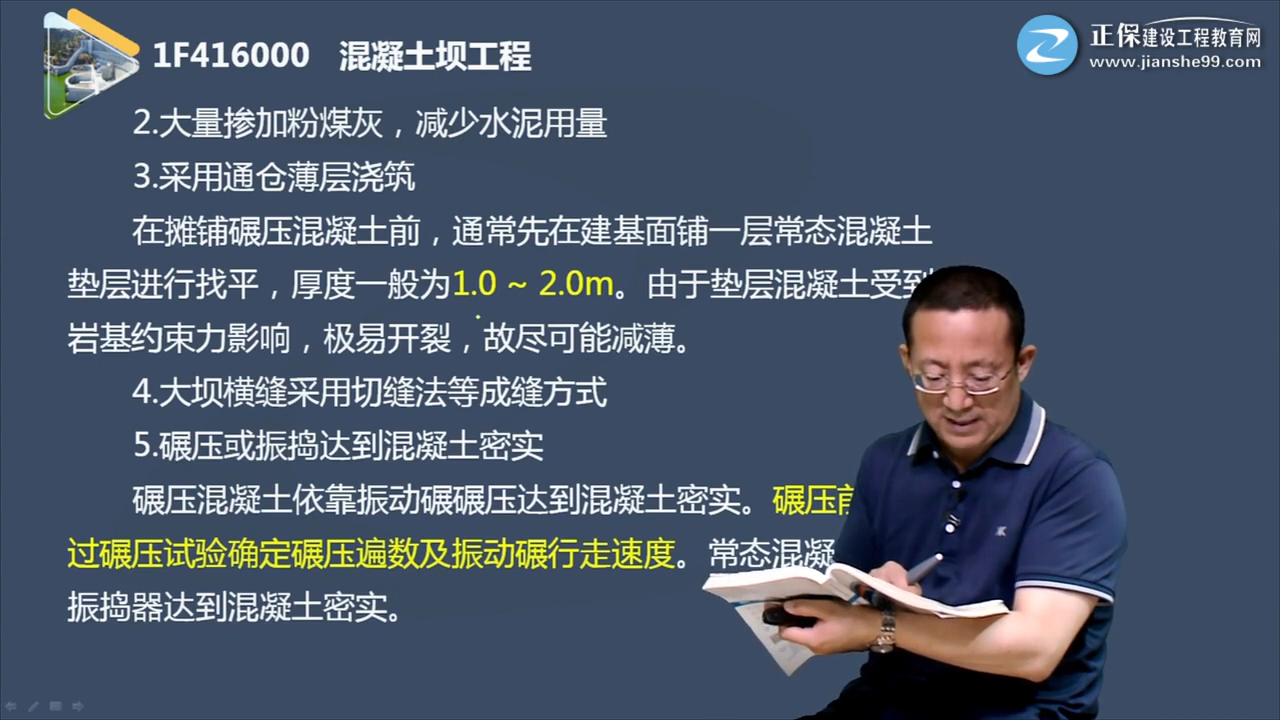 1F416000 混凝土坝工程
正保建设工程教育网
www.jianshe99.com
2.大量掺加粉煤灰，减少水泥用量
3.采用通仓薄层浇筑
在摊铺碾压混凝土前，通常先在建基面铺一层常态混凝土
垫层进行找平，厚度一般为1.0 ~ 2.0m。由于垫层混凝土受到
岩基约束力影响，极易开裂，故尽可能减薄。
4.大坝横缝采用切缝法等成缝方式
5.碾压或振捣达到混凝土密实
碾压混凝土依靠振动碾碾压达到混凝土密实。碾压前
过碾压试验确定碾压遍数及振动碾行走速度。常态混凝
振捣器达到混凝土密实。